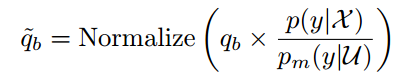 q̃_b = Normalize ( q_b × p(y|𝒳) / p_m(y|𝒰) )